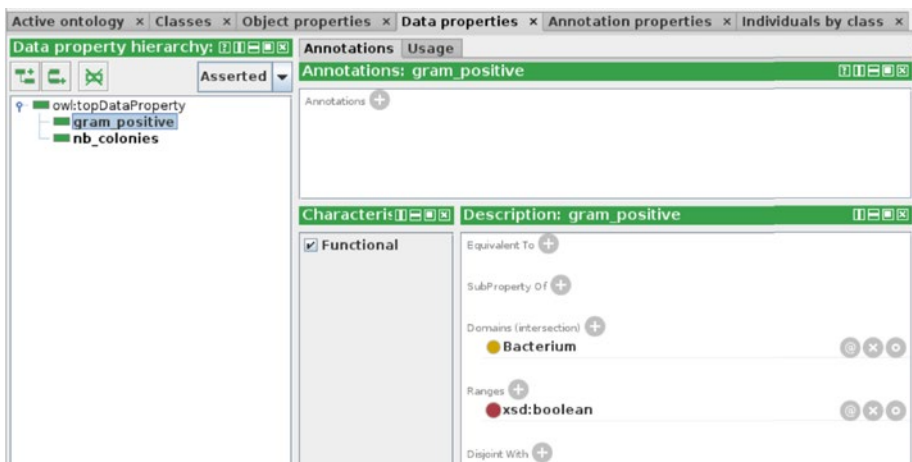 Active ontology × Classes × Object properties × Data properties × Annotation properties × Individuals by class ×
Data property hierarchy:
Asserted
owl:topDataProperty
gram_positive
nb_colonies
Annotations Usage
Annotations: gram_positive
Annotations
Characteris
Functional
Description: gram_positive
Equivalent To
SubProperty Of
Domains (intersection)
Bacterium
Ranges
xsd:boolean
Disjoint With